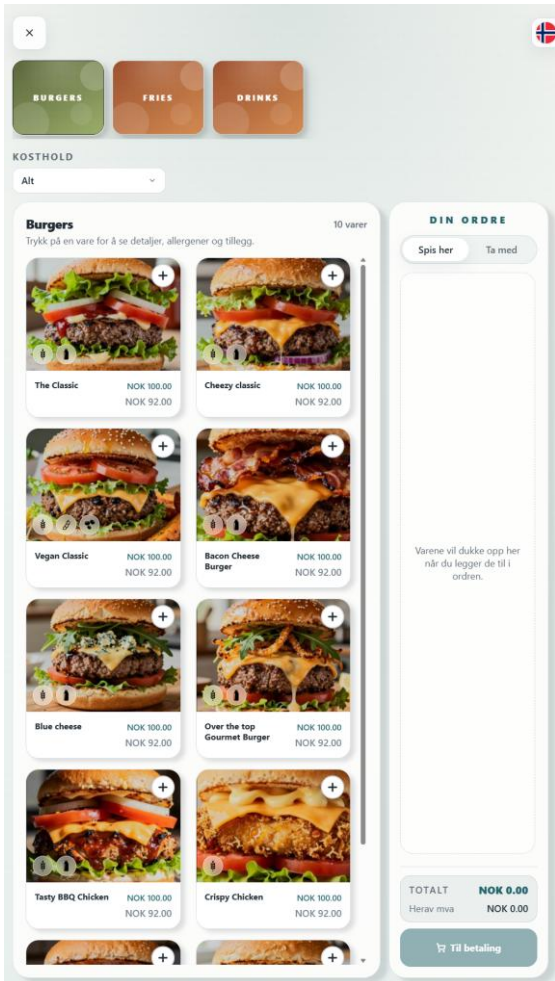 BURGERS
FRIES
DRINKS
KOSTHOLD
Alt
Burgers
10 varer
Trykk på en vare for å se detaljer, allergener og tillegg.
The Classic
NOK 100.00
NOK 92.00
Cheezy classic
NOK 100.00
NOK 92.00
Vegan Classic
NOK 100.00
NOK 92.00
Bacon Cheese
Burger
NOK 100.00
NOK 92.00
Blue cheese
NOK 100.00
NOK 92.00
Over the top
Gourmet Burger
NOK 100.00
NOK 92.00
Tasty BBQ Chicken
NOK 100.00
NOK 92.00
Crispy Chicken
NOK 100.00
NOK 92.00
DIN ORDRE
Spis her
Ta med
Varene vil dukke opp her
når du legger de til i
ordren.
TOTALT
NOK 0.00
Herav mva
NOK 0.00
Til betaling